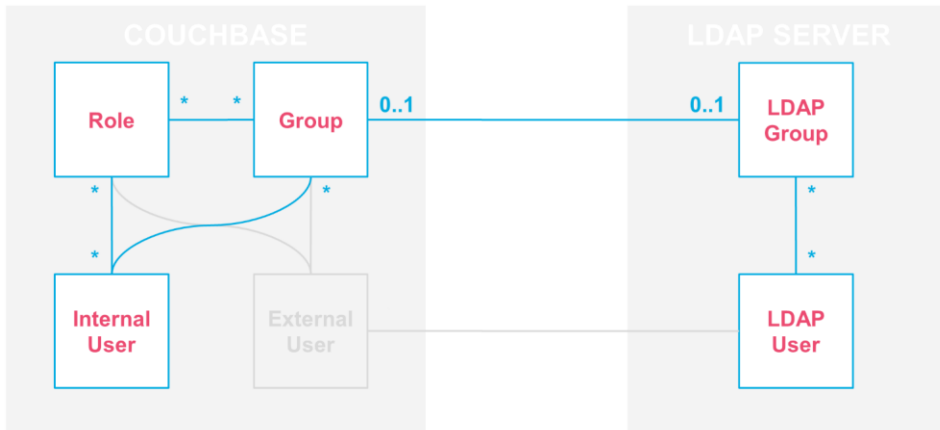 COUCHBASE
LDAP SERVER
Role
*
*
Group
0..1
0..1
LDAP
Group
*
*
*
*
*
Internal
User
External
User
LDAP
User